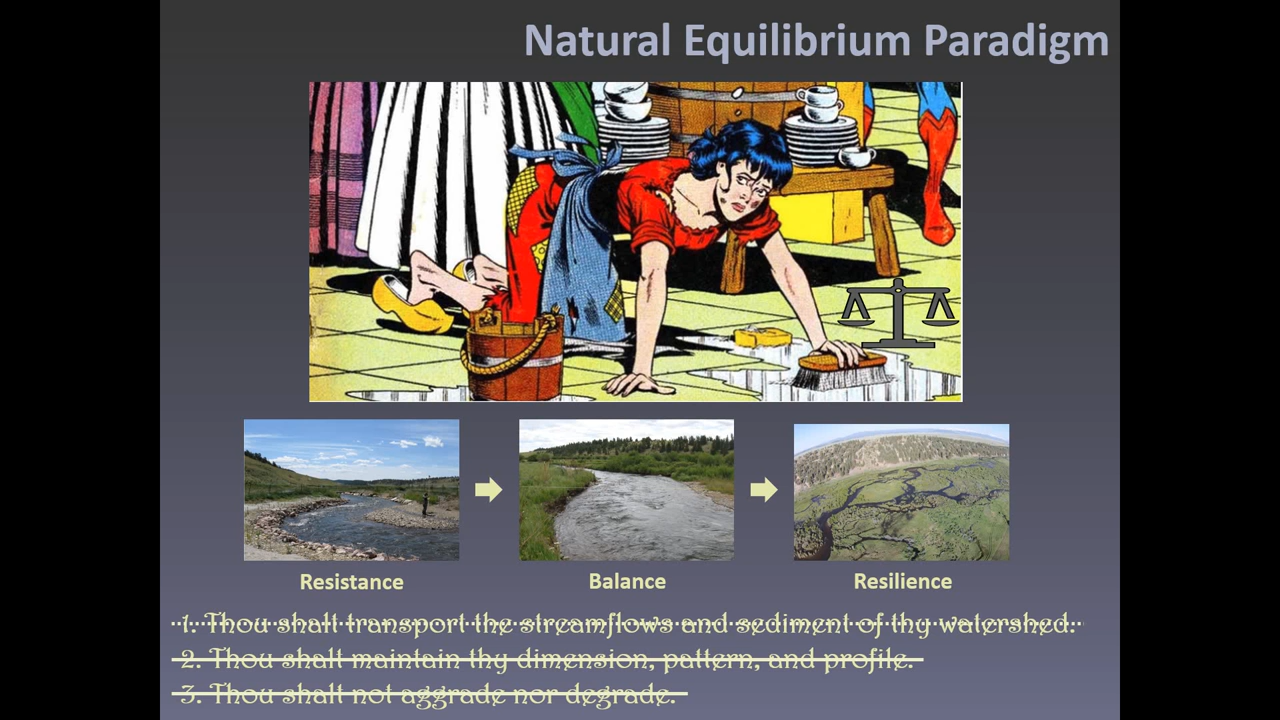 Natural Equilibrium Paradigm
Resistance
Balance
Resilience
1. Thou shalt transport the streamflows and sediment of thy watershed.
2. Thou shalt maintain thy dimension, pattern, and profile.
3. Thou shalt not aggrade nor degrade.